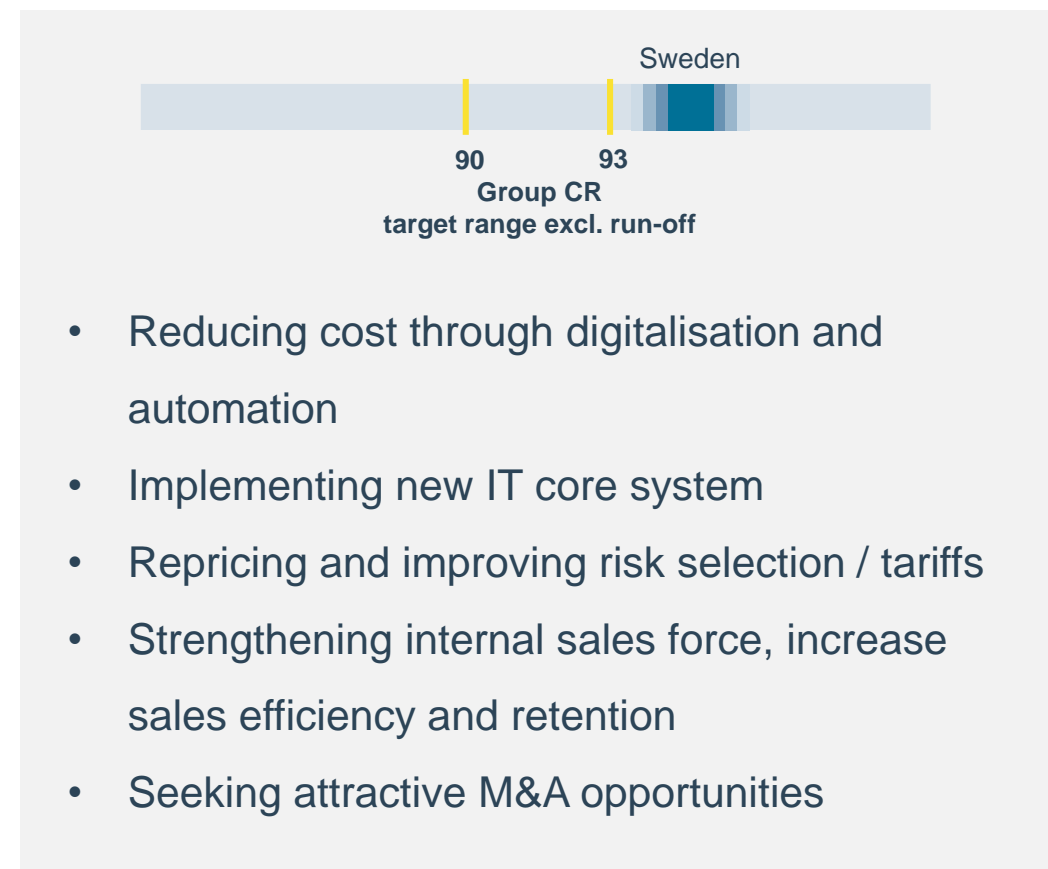 Sweden
90 93
Group CR
target range excl. run-off
• Reducing cost through digitalisation and
automation
• Implementing new IT core system
• Repricing and improving risk selection / tariffs
• Strengthening internal sales force, increase
sales efficiency and retention
• Seeking attractive M&A opportunities